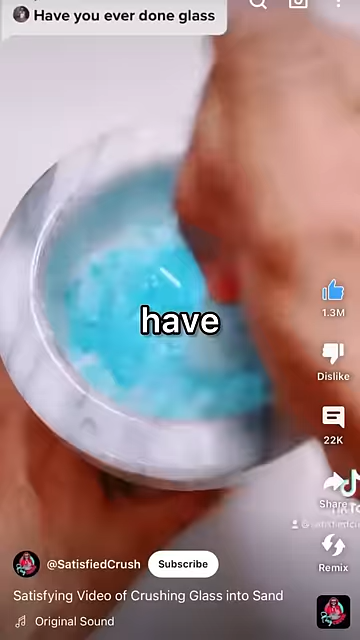 Have you ever done glass
have
1.3M
Dislike
22K
Share
Remix
@SatisfiedCrush
Subscribe
Satisfying Video of Crushing Glass into Sand
Original Sound